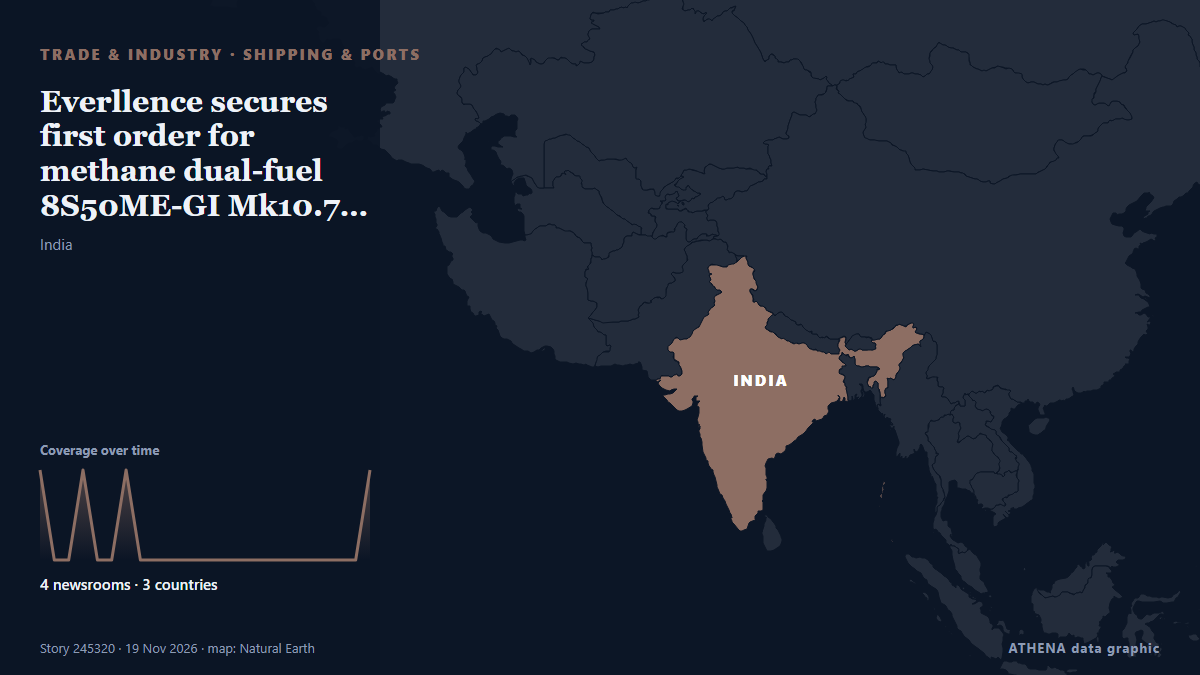 TRADE & INDUSTRY · SHIPPING & PORTS
Everllence secures
first order for
methane dual-fuel
8S50ME-GI Mk10.7...
India
INDIA
Coverage over time
4 newsrooms · 3 countries
Story 245320 · 19 Nov 2026 · map: Natural Earth
ATHENA data graphic